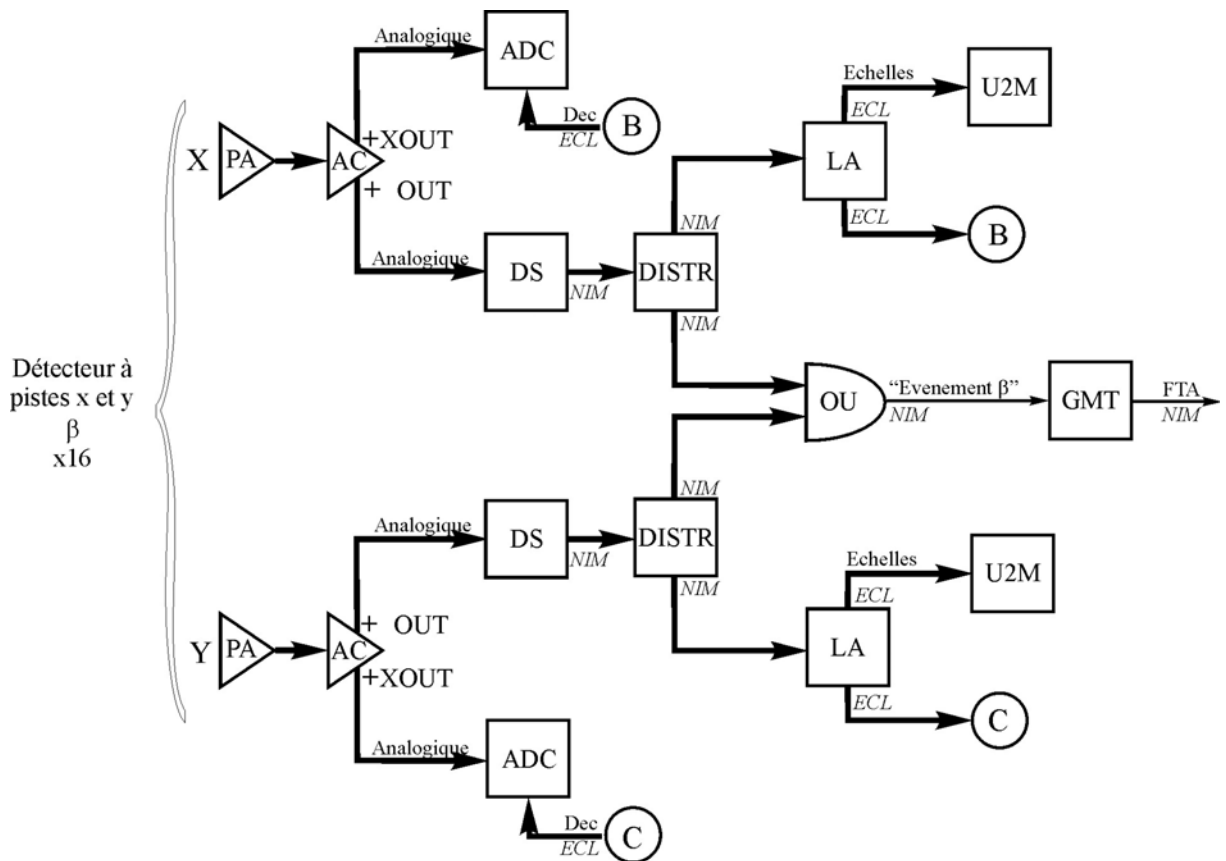 Analogique
ADC
Dec
ECL
B
Echelles
U2M
ECL
X
PA
AC
+XOUT
+ OUT
LA
ECL
B
NIM
Analogique
DS
NIM
DISTR
NIM
Détecteur à
pistes x et y
β
x16
OU
“Evenement β”
NIM
GMT
FTA
NIM
NIM
Analogique
DS
NIM
DISTR
NIM
Echelles
U2M
ECL
Y
PA
AC
+ OUT
+XOUT
LA
ECL
C
Analogique
ADC
Dec
ECL
C